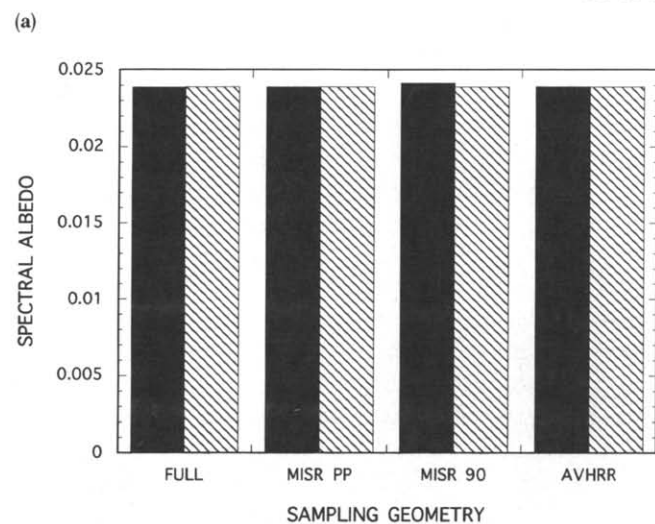 (a)
0.025
0.02
0.015
0.01
0.005
0
SPECTRAL ALBEDO
FULL MISR PP MISR 90 AVHRR
SAMPLING GEOMETRY